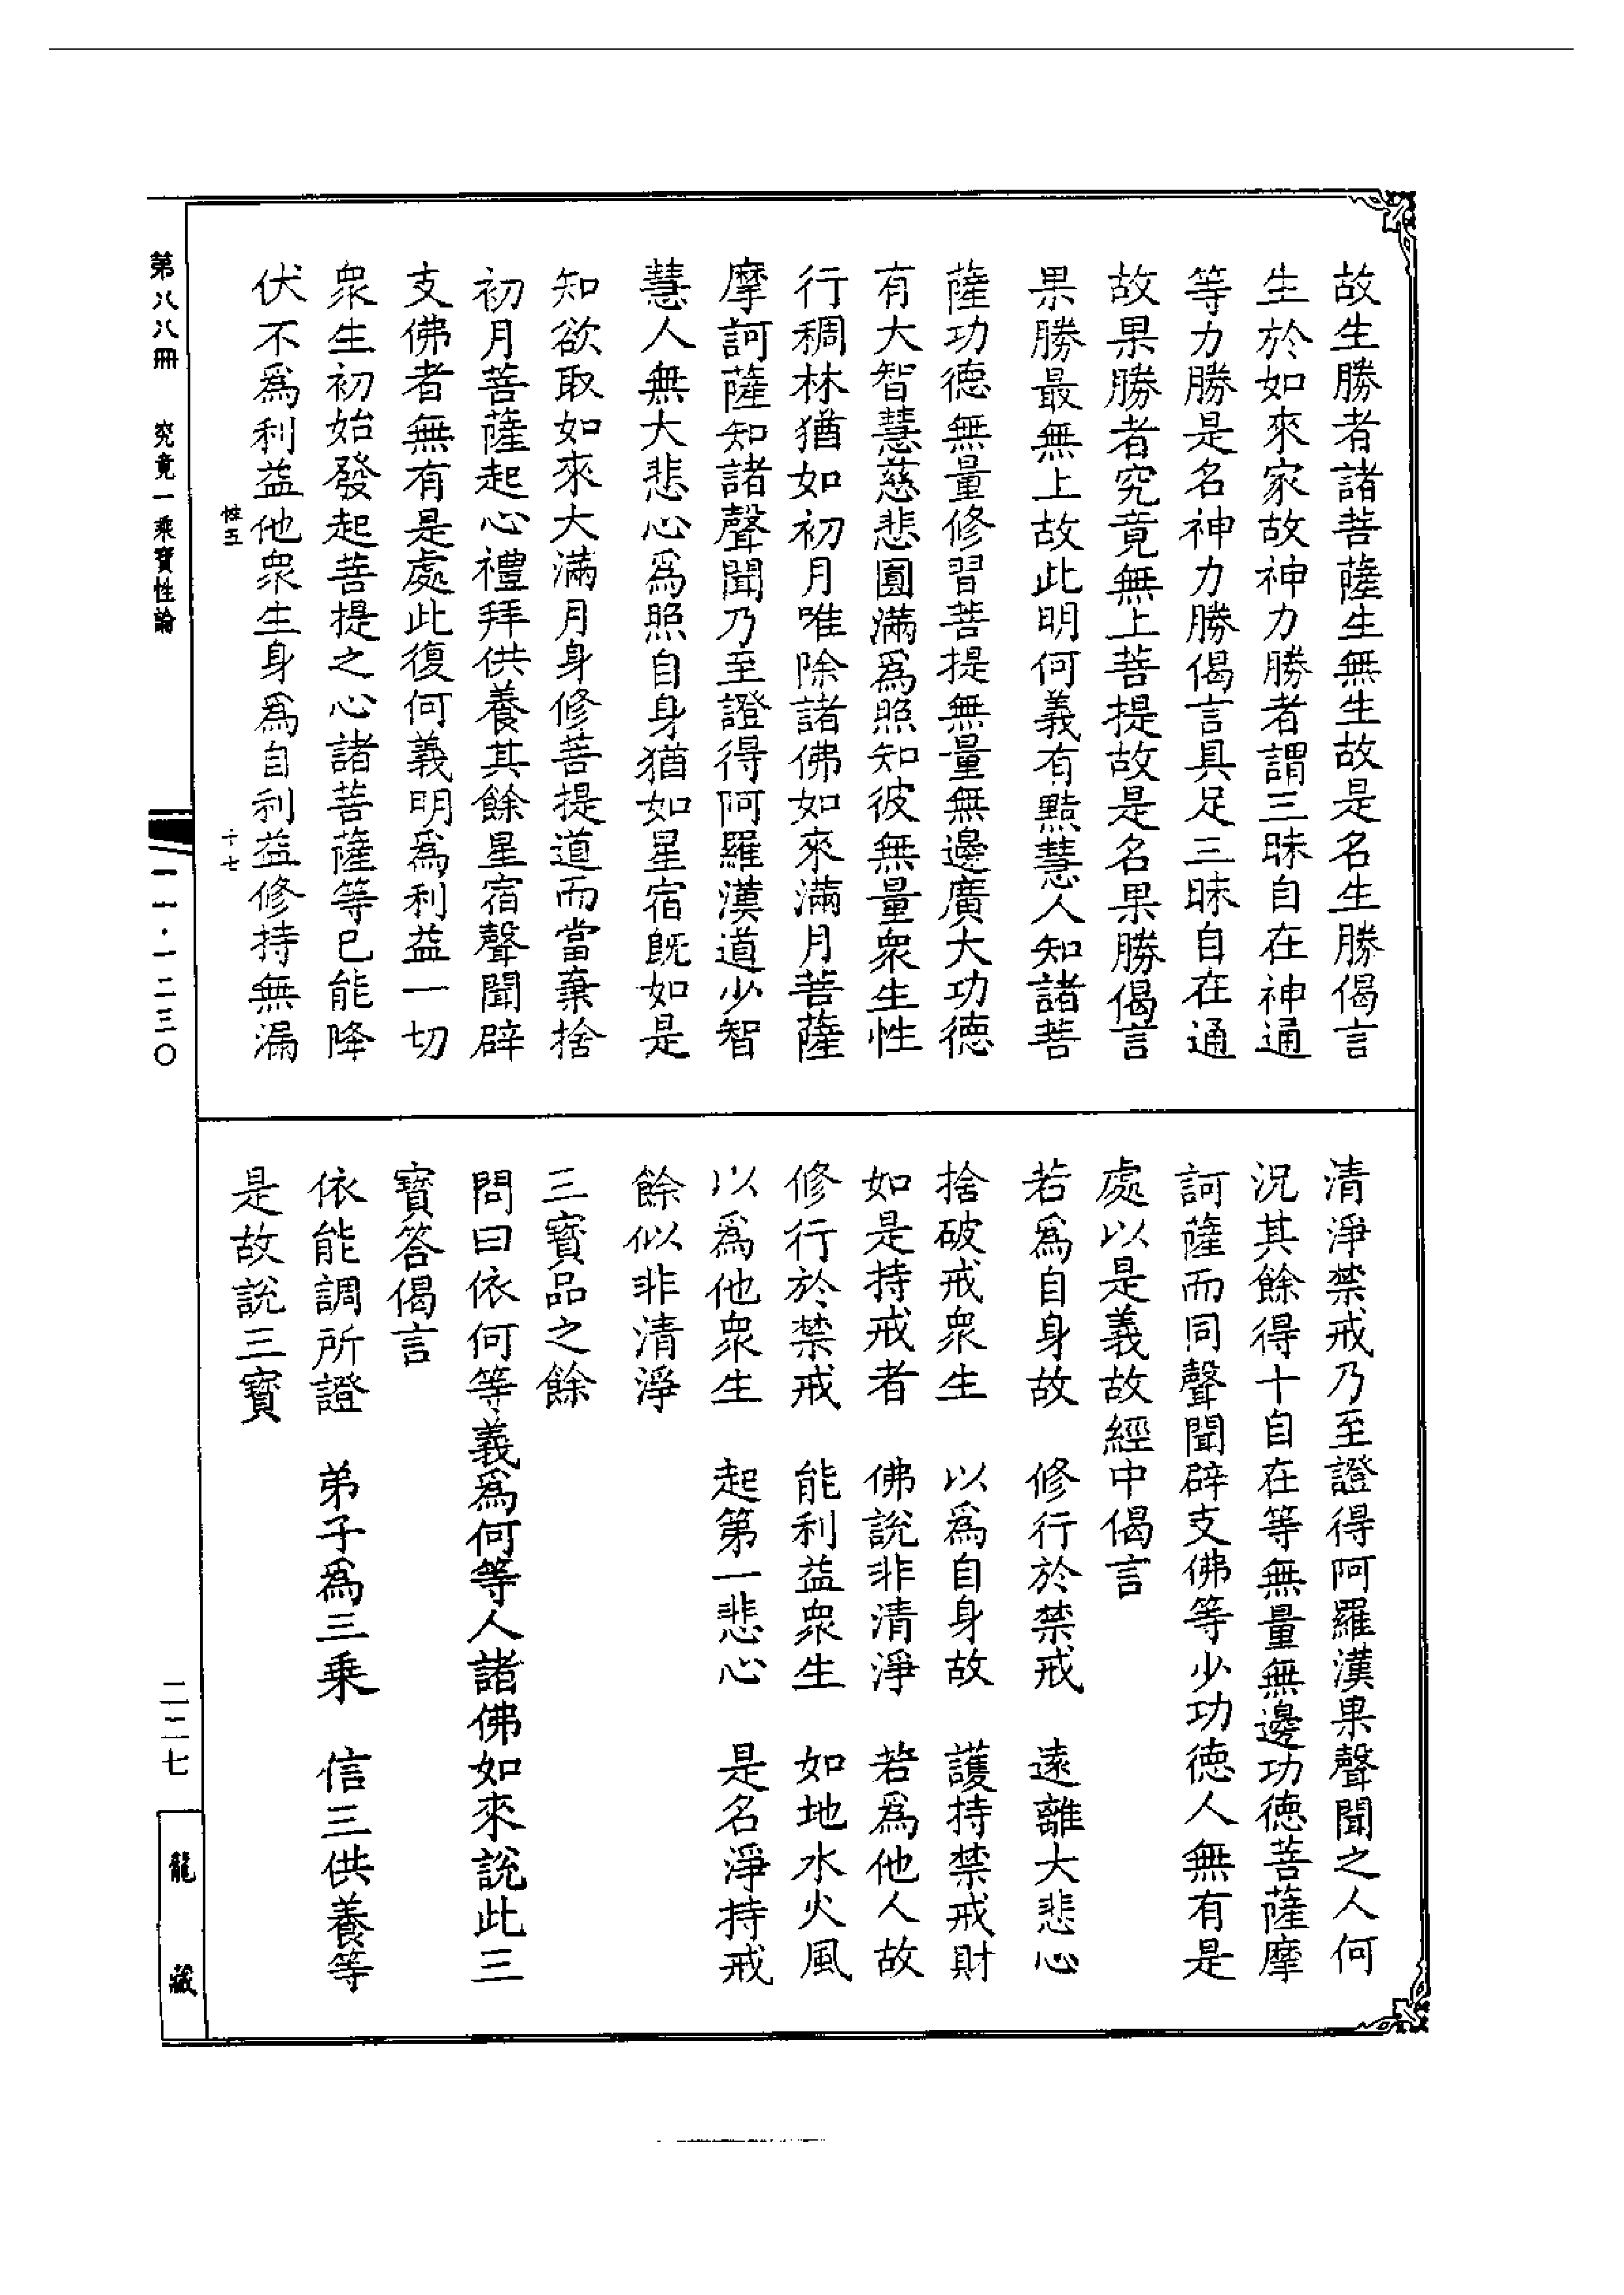 故生勝者諸菩薩生無生故是名生勝偈言
生於如來家故神力勝者謂三昧自在神通
等力勝是名神力勝偈言具足三昧自在通
故果勝者究竟無上菩提故是名果勝偈言
果勝最無上故此明何義有黠慧人知諸菩
薩功德無量修習菩提無量無邊廣大功德
有大智慧慈悲圓滿爲照知彼無量衆生性
行稠林猶如初月唯除諸佛如來滿月菩薩
摩訶薩知諸聲聞乃至證得阿羅漢道少智
慧人無大悲心爲照自身猶如星宿既如是
知欲取如來大滿月身修菩提道而當棄捨
初月菩薩起心禮拜供養其餘星宿聲聞辟
支佛者無有是處此復何義明爲利益一切
衆生初始發起菩提之心諸菩薩等已能降
伏不爲利益他衆生身爲自利益修持無漏
性五 十七
清淨禁戒乃至證得阿羅漢果聲聞之人何
況其餘得十自在等無量無邊功德菩薩摩
訶薩而同聲聞辟支佛等少功德人無有是
處以是義故經中偈言
若爲自身故 修行於禁戒 遠離大悲心
捨破戒衆生 以爲自身故 護持禁戒財
如是持戒者 佛說非清淨 若爲他人故
修行於禁戒 能利益衆生 如地水火風
以爲他衆生 起第一悲心 是名淨持戒
餘似非清淨
三寶品之餘
問曰依何等義爲何等人諸佛如來說此三
寶答偈言
依能調所證 弟子爲三乘 信三供養等
是故說三寶
第八八冊 究竟一乘寶性論 一一·一二三〇
二二七
龍藏